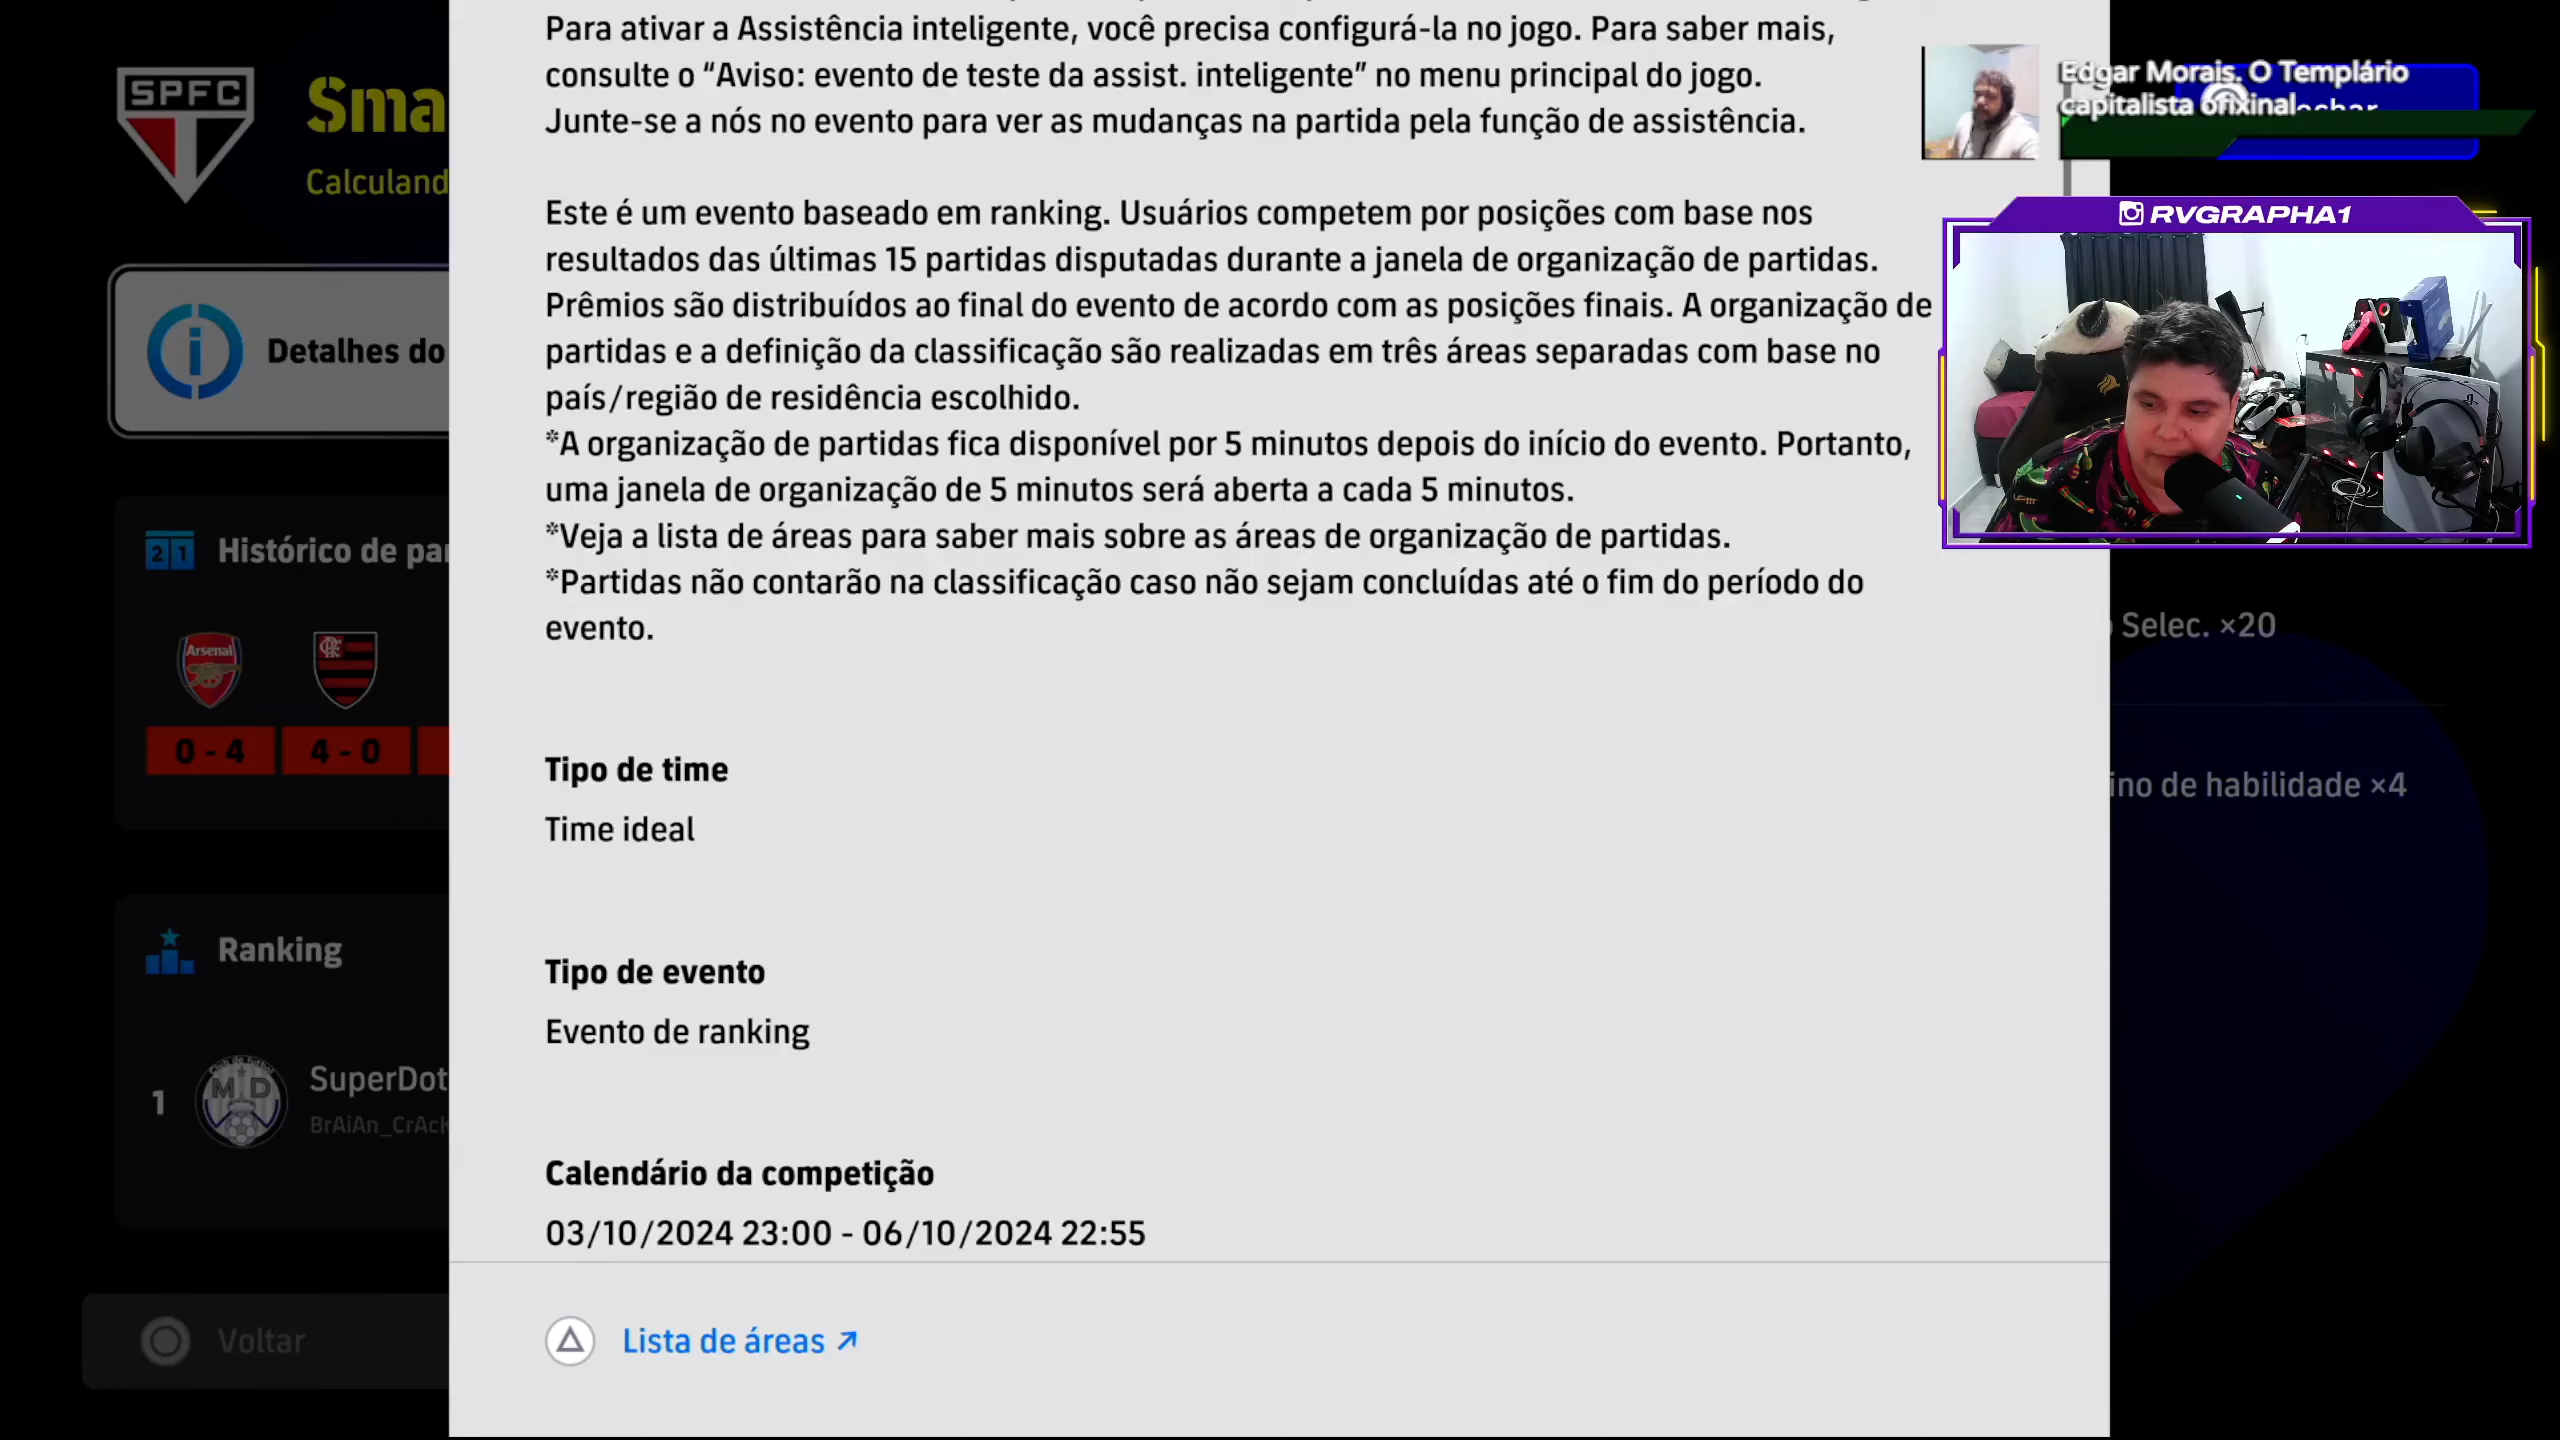 Para ativar a Assistência inteligente, você precisa configurá-la no jogo. Para saber mais,
consulte o “Aviso: evento de teste da assist. inteligente” no menu principal do jogo.
Junte-se a nós no evento para ver as mudanças na partida pela função de assistência.
Este é um evento baseado em ranking. Usuários competem por posições com base nos
resultados das últimas 15 partidas disputadas durante a janela de organização de partidas.
Prêmios são distribuídos ao final do evento de acordo com as posições finais. A organização de
partidas e a definição da classificação são realizadas em três áreas separadas com base no
país/região de residência escolhido.
*A organização de partidas fica disponível por 5 minutos depois do início do evento. Portanto,
uma janela de organização de 5 minutos será aberta a cada 5 minutos.
*Veja a lista de áreas para saber mais sobre as áreas de organização de partidas.
*Partidas não contarão na classificação caso não sejam concluídas até o fim do período do
evento.
Tipo de time
Time ideal
Tipo de evento
Evento de ranking
Calendário da competição
03/10/2024 23:00 - 06/10/2024 22:55
Lista de áreas
SPFC
Sma
Calculand
Detalhes do
21
Histórico de par
Arsenal
0 - 4
4 - 0
Ranking
1
MD
SuperDot
BrAiAn_CrAck
Voltar
Edgar Morais. O Templário
capitalista ofixinal
RVGRAPHA1
Selec. ×20
ino de habilidade ×4